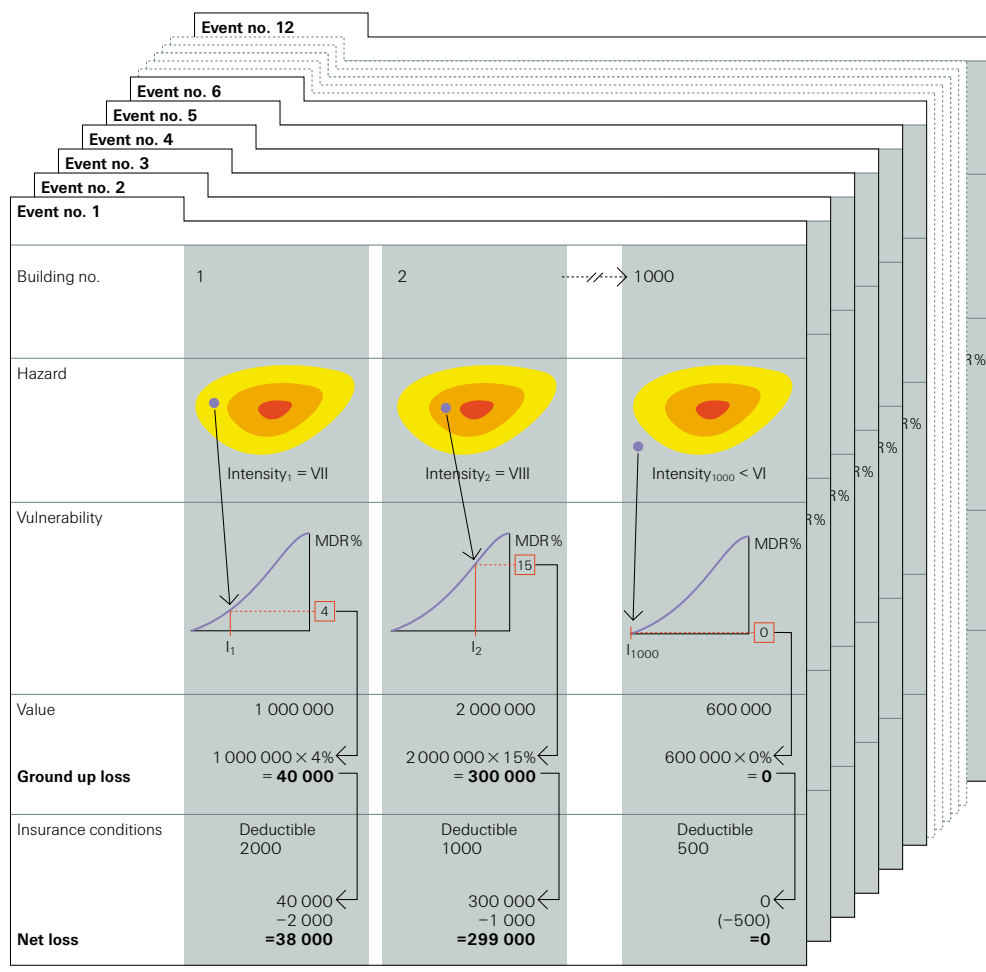 Event no. 12
Event no. 6
Event no. 5
Event no. 4
Event no. 3
Event no. 2
Event no. 1
Building no. 1 2 1000
Hazard
R%
Intensity₁ = VII Intensity₂ = VIII Intensity₁₀₀₀ < VI
R%
R%
R%
R%
R%
Vulnerability
MDR% MDR% MDR%
4 15 0
I₁ I₂ I₁₀₀₀
Value 1 000 000 2 000 000 600 000
1 000 000 × 4% 2 000 000 × 15% 600 000 × 0%
Ground up loss = 40 000 = 300 000 = 0
Insurance conditions Deductible Deductible Deductible
2000 1000 500
40 000 300 000 0
−2 000 −1 000 (−500)
Net loss =38 000 =299 000 =0